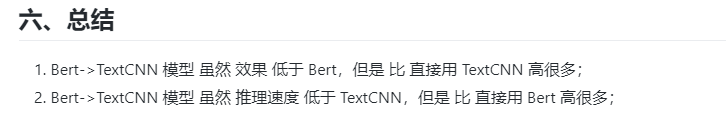 六、总结
1. Bert->TextCNN 模型 虽然 效果 低于 Bert，但是 比 直接用 TextCNN 高很多；
2. Bert->TextCNN 模型 虽然 推理速度 低于 TextCNN，但是 比 直接用 Bert 高很多；